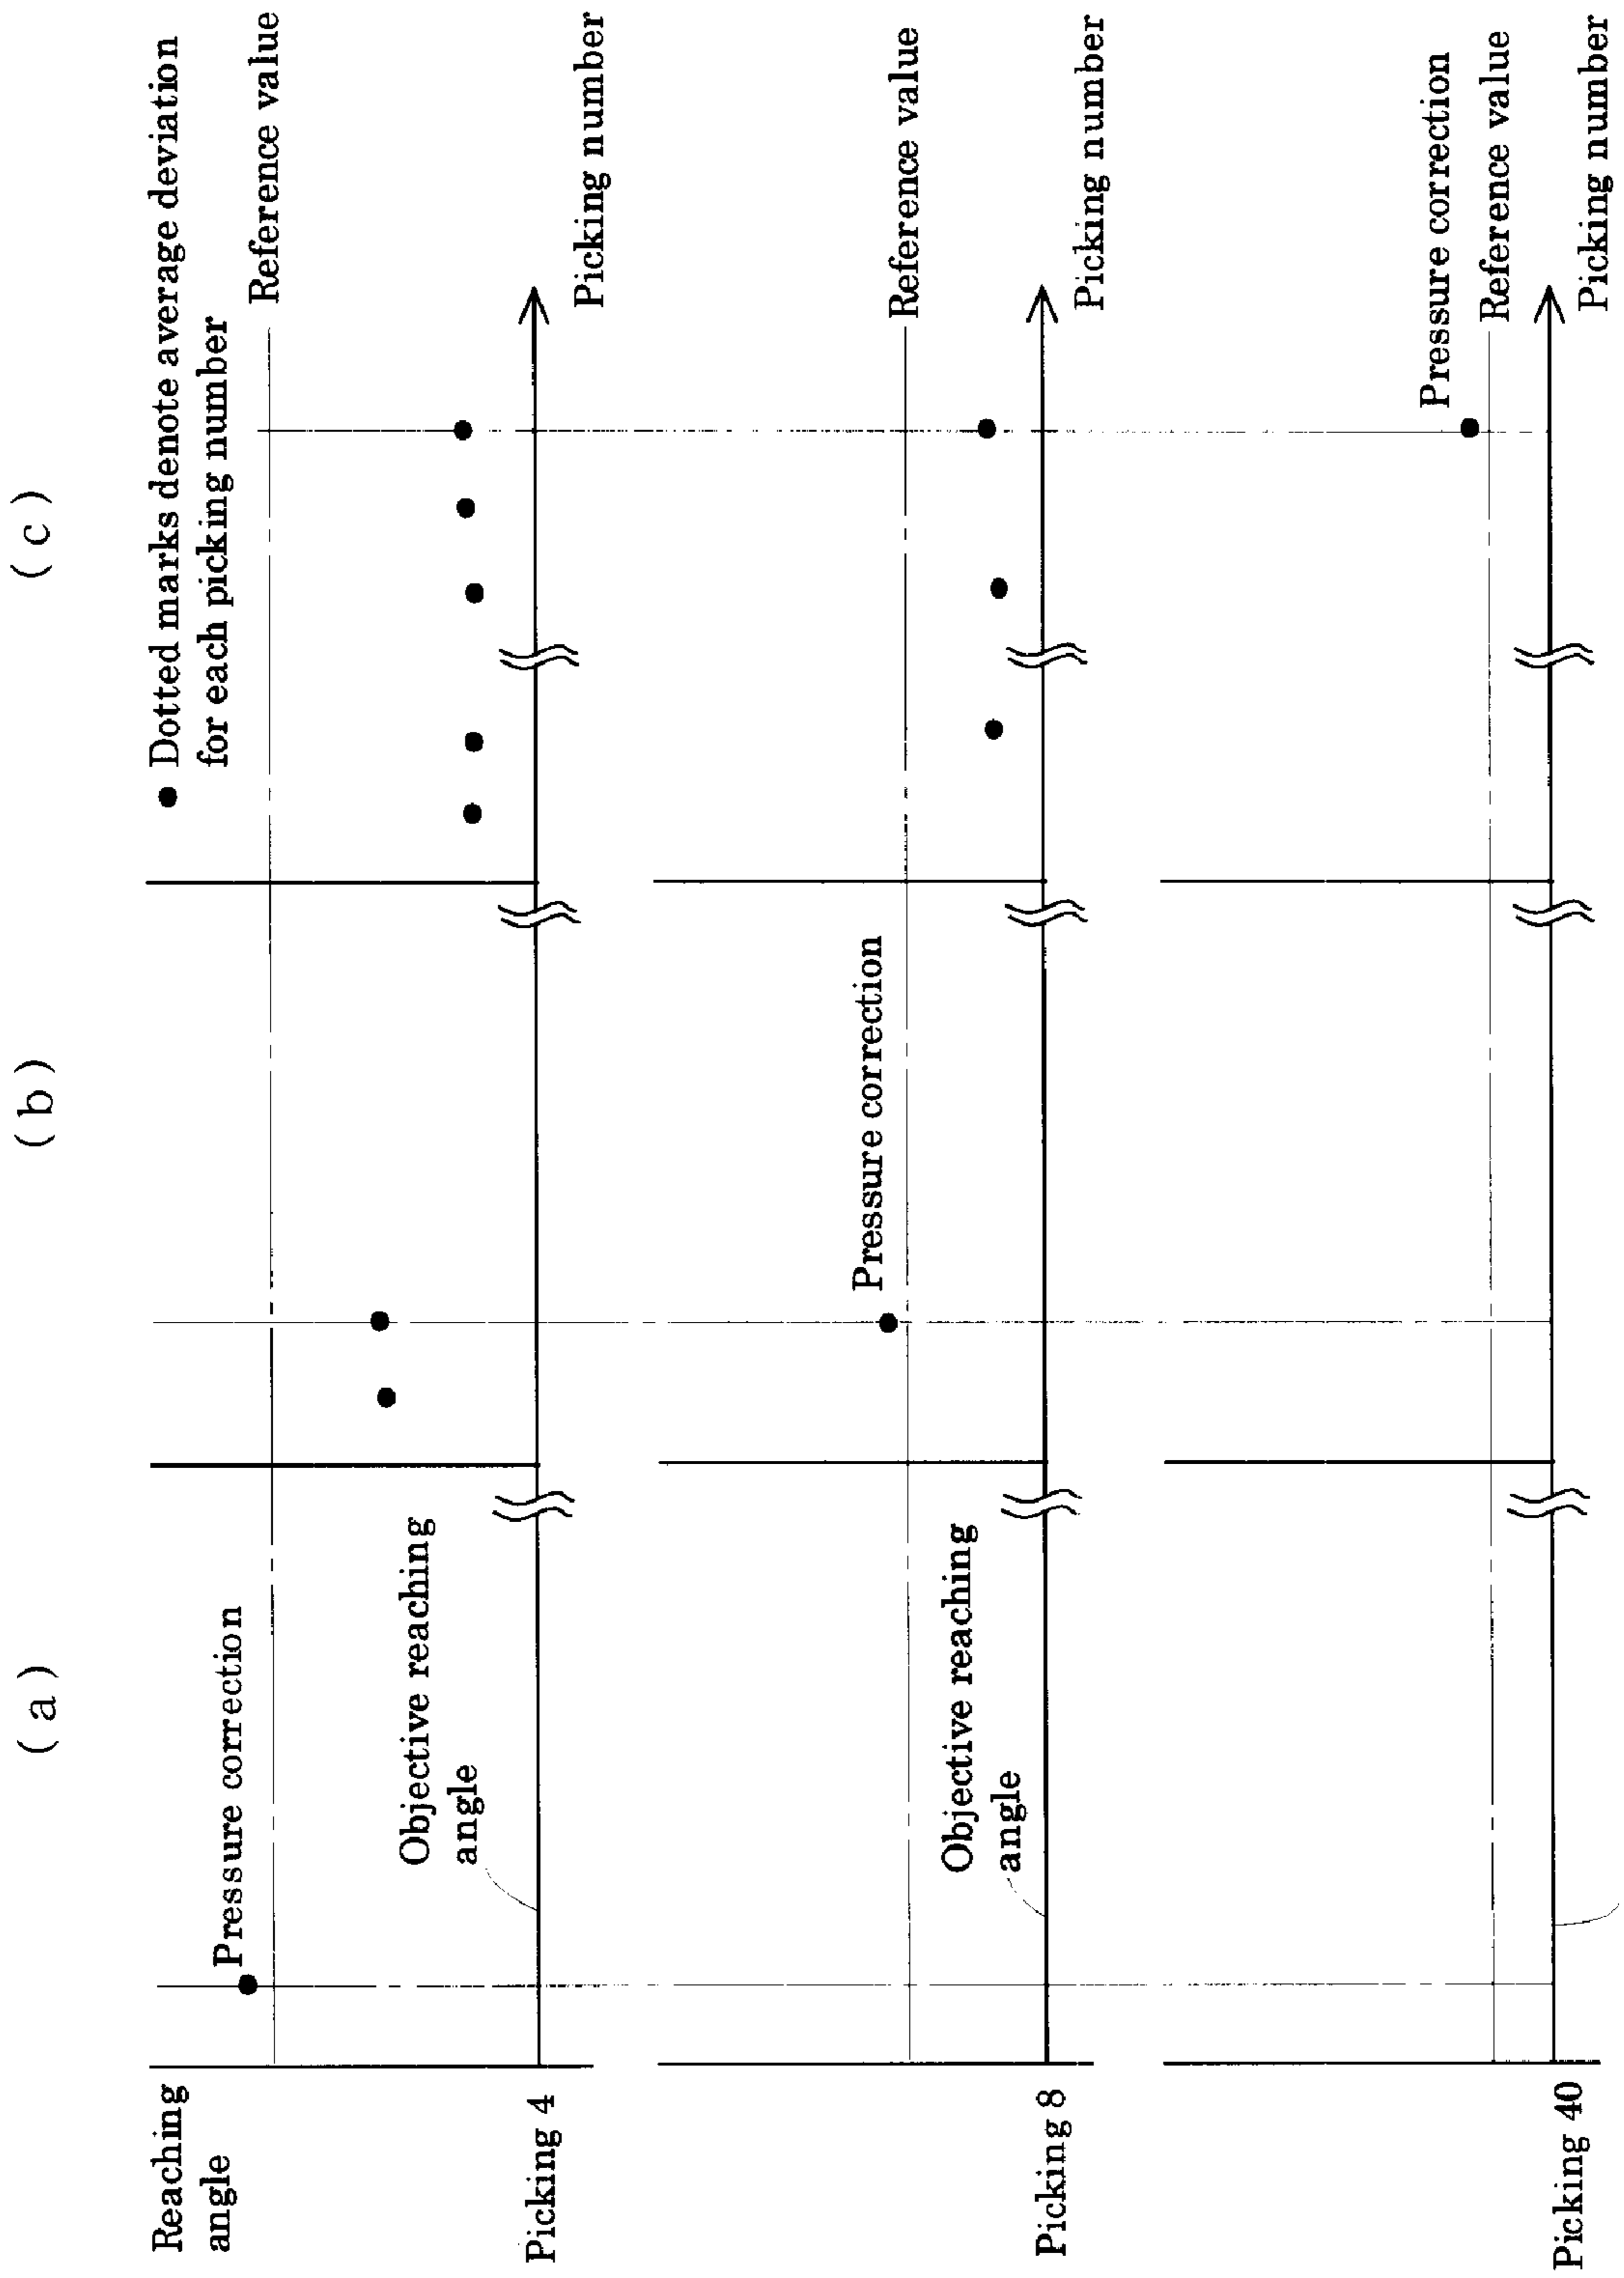 (a)
(b)
(c)
Reaching
angle
Pressure correction
● Dotted marks denote average deviation
for each picking number
Reference value
Objective reaching
angle
Picking 4
Picking number
Pressure correction
Reference value
Objective reaching
angle
Picking 8
Picking number
Pressure correction
Reference value
Picking 40
Picking number